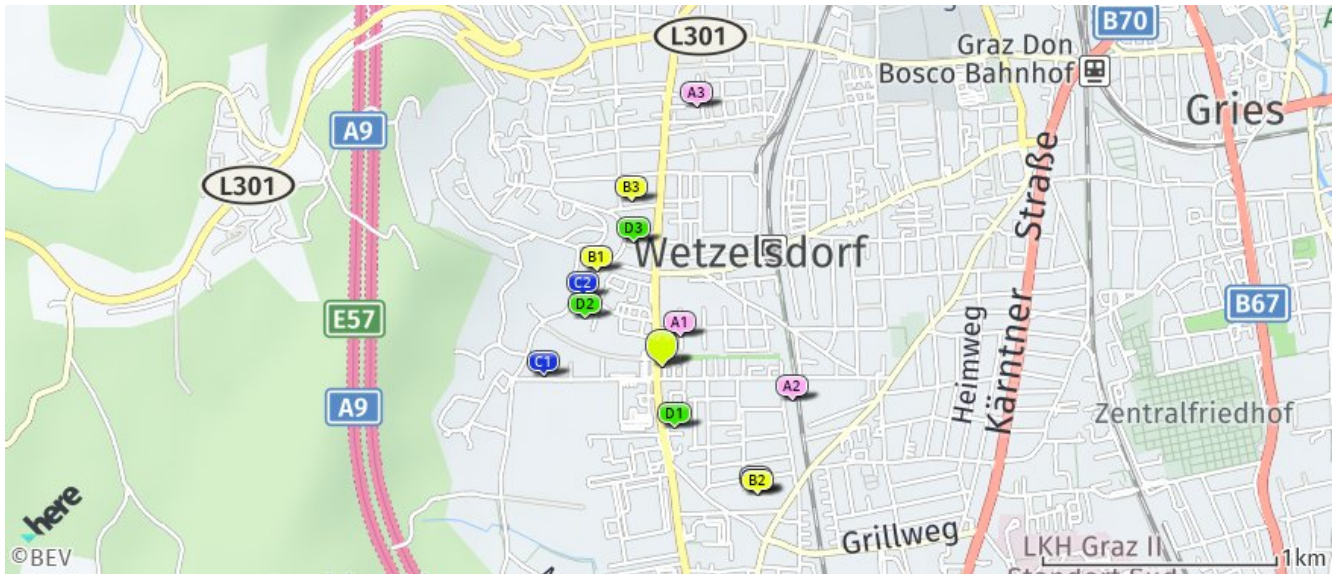 L301
B70
Graz Don
Bosco Bahnhof
A3
Gries
A9
L301
B3
D3
Wetzelsdorf
B1
C2
D2
A1
E57
B67
Kärntner Straße
Heimweg
C1
A2
A9
D1
Zentralfriedhof
B2
here
Grillweg
©BEV
LKH Graz II
1km